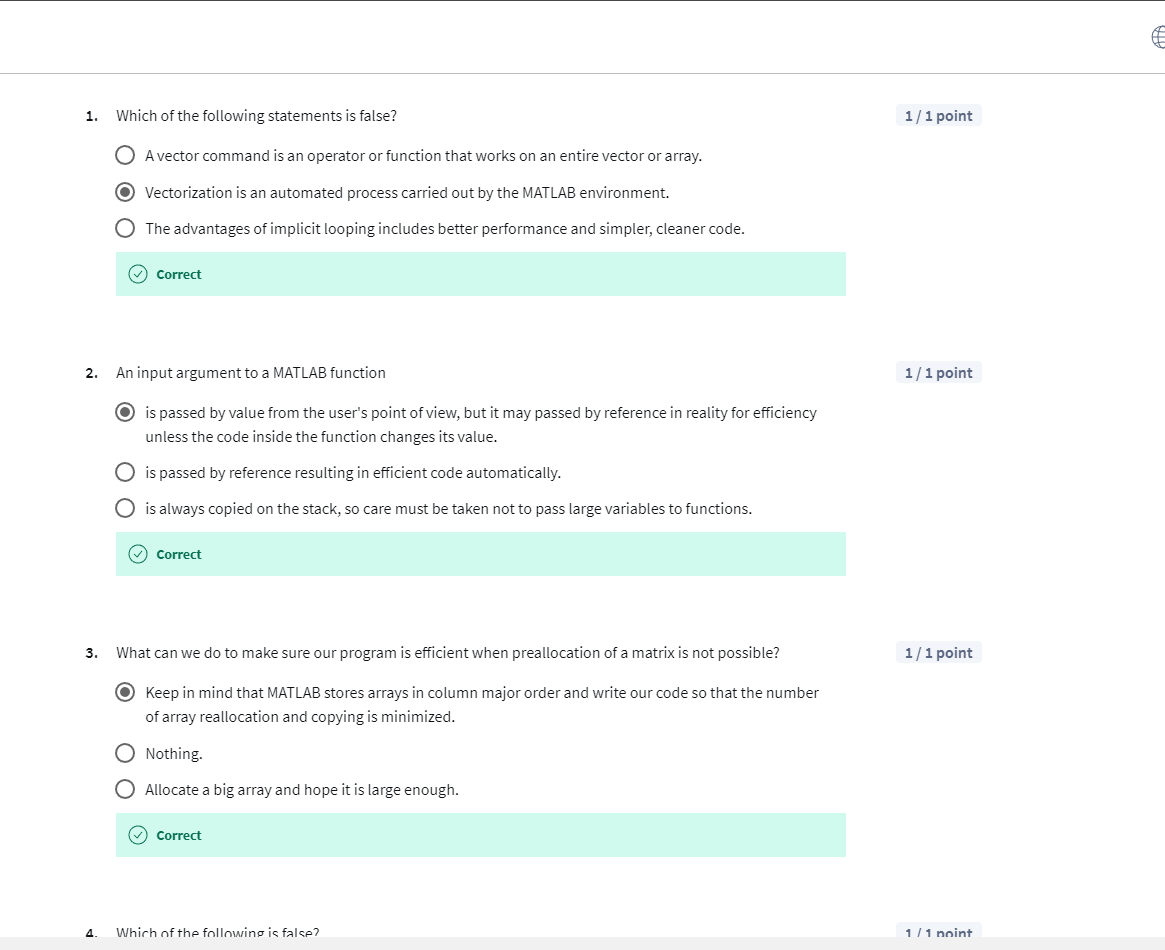 1. Which of the following statements is false? 1 / 1 point
A vector command is an operator or function that works on an entire vector or array.
Vectorization is an automated process carried out by the MATLAB environment.
The advantages of implicit looping includes better performance and simpler, cleaner code.
Correct
2. An input argument to a MATLAB function 1 / 1 point
is passed by value from the user's point of view, but it may passed by reference in reality for efficiency
unless the code inside the function changes its value.
is passed by reference resulting in efficient code automatically.
is always copied on the stack, so care must be taken not to pass large variables to functions.
Correct
3. What can we do to make sure our program is efficient when preallocation of a matrix is not possible? 1 / 1 point
Keep in mind that MATLAB stores arrays in column major order and write our code so that the number
of array reallocation and copying is minimized.
Nothing.
Allocate a big array and hope it is large enough.
Correct
4. Which of the following is false? 1 / 1 point